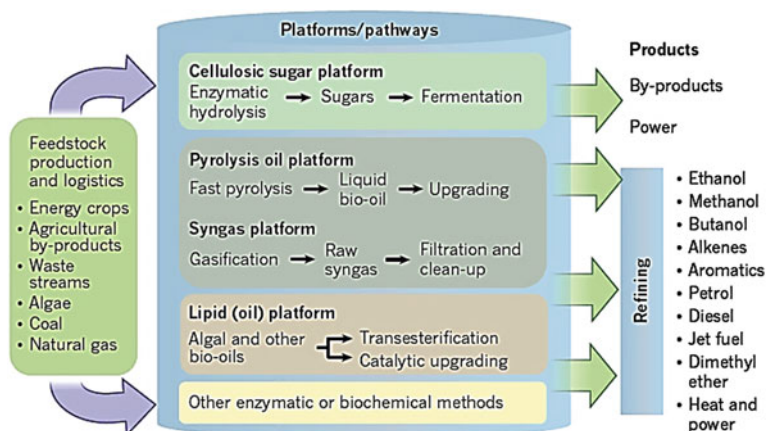 Platforms/pathways
Feedstock
production
and logistics
• Energy crops
• Agricultural
by-products
• Waste
streams
• Algae
• Coal
• Natural gas
Cellulosic sugar platform
Enzymatic
hydrolysis
Sugars
Fermentation
Pyrolysis oil platform
Fast pyrolysis
Liquid
bio-oil
Upgrading
Syngas platform
Gasification
Raw
syngas
Filtration and
clean-up
Lipid (oil) platform
Algal and other
bio-oils
Transesterification
Catalytic upgrading
Other enzymatic or biochemical methods
Products
By-products
Power
Refining
• Ethanol
• Methanol
• Butanol
• Alkenes
• Aromatics
• Petrol
• Diesel
• Jet fuel
• Dimethyl
ether
• Heat and
power